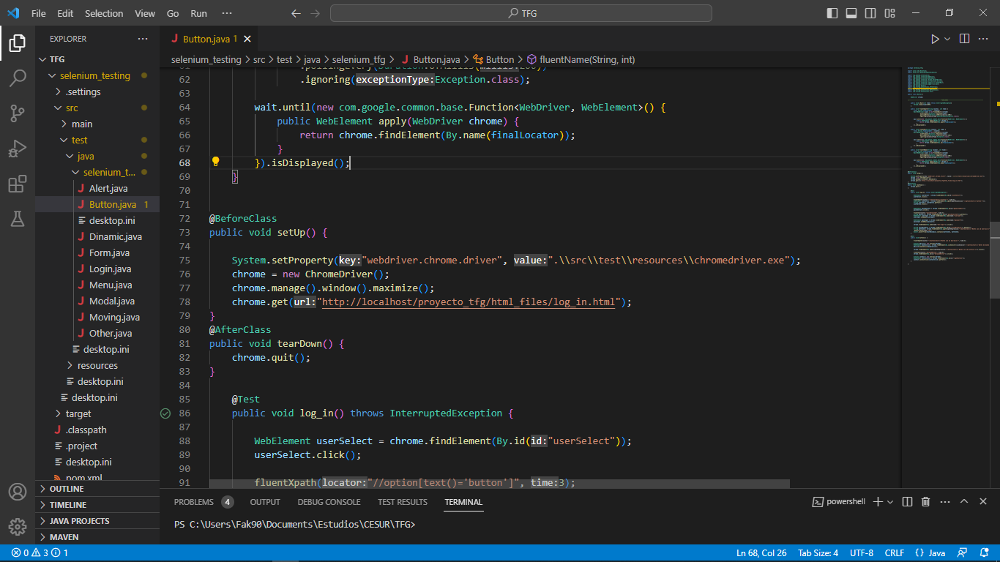 File Edit Selection View Go Run ··· TFG
EXPLORER ···
TFG
selenium_testing
.settings
src
main
test
java
selenium_t...
Alert.java
Button.java 1
desktop.ini
Dinamic.java
Form.java
Login.java
Menu.java
Modal.java
Moving.java
Other.java
desktop.ini
resources
desktop.ini
desktop.ini
target
.classpath
.project
desktop.ini
pom.xml
OUTLINE
TIMELINE
JAVA PROJECTS
MAVEN
Button.java 1
selenium_testing > src > test > java > selenium_tfg > Button.java > Button > fluentName(String, int)
62 .ignoring(exceptionType:Exception.class);
63
64 wait.until(new com.google.common.base.Function<WebDriver, WebElement>() {
65 public WebElement apply(WebDriver chrome) {
66 return chrome.findElement(By.name(finalLocator));
67 }
68 }).isDisplayed();
69 }
70
71
72 @BeforeClass
73 public void setUp() {
74
75 System.setProperty(key:"webdriver.chrome.driver", value:".\\src\\test\\resources\\chromedriver.exe");
76 chrome = new ChromeDriver();
77 chrome.manage().window().maximize();
78 chrome.get(url:"http://localhost/proyecto_tfg/html_files/log_in.html");
79 }
80 @AfterClass
81 public void tearDown() {
82 chrome.quit();
83 }
84
85 @Test
86 public void log_in() throws InterruptedException {
87
88 WebElement userSelect = chrome.findElement(By.id(id:"userSelect"));
89 userSelect.click();
90
91 fluentXpath(locator:"//option[text()='button']", time:3);
PROBLEMS 4 OUTPUT DEBUG CONSOLE TEST RESULTS TERMINAL powershell
PS C:\Users\Fak90\Documents\Estudios\CESUR\TFG>
0 3 1 Ln 68, Col 26 Tab Size: 4 UTF-8 CRLF {} Java